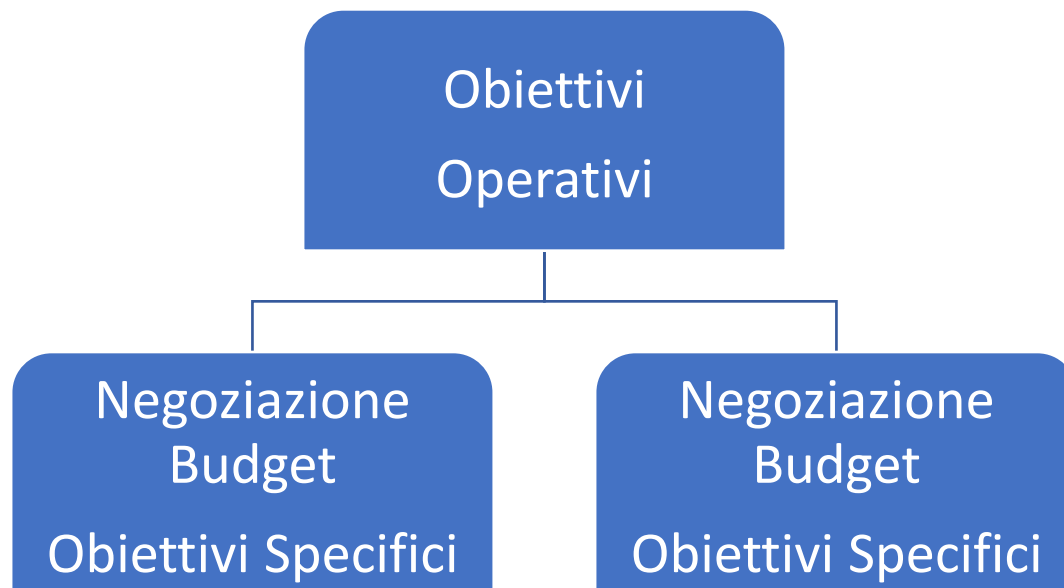 Obiettivi
Operativi
Negoziazione
Budget
Obiettivi Specifici
Negoziazione
Budget
Obiettivi Specifici